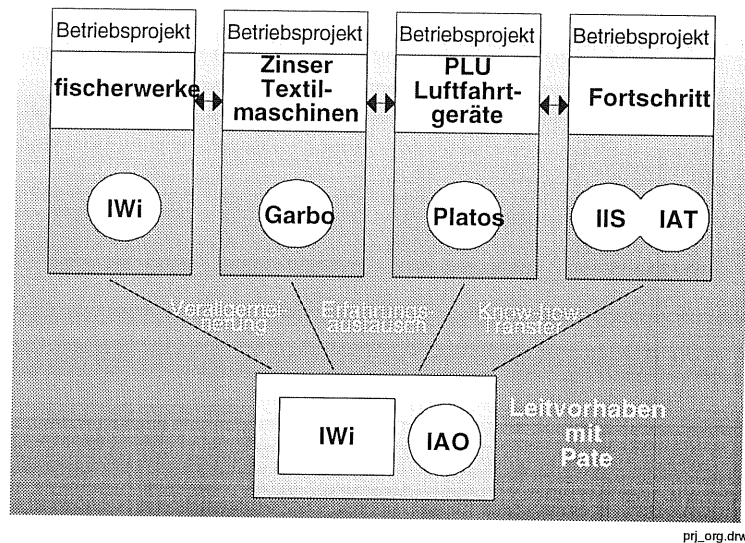 Betriebsprojekt
fischerwerke
IWi
Betriebsprojekt
Zinser
Textil-
maschinen
Garbo
Betriebsprojekt
PLU
Luftfahrt-
geräte
Platos
Betriebsprojekt
Fortschritt
IIS IAT
Verallgemei-
nerung
Erfahrungs-
austausch
Know-how-
Transfer
IWi
IAO
Leitvorhaben
mit
Pate
prj_org.drw